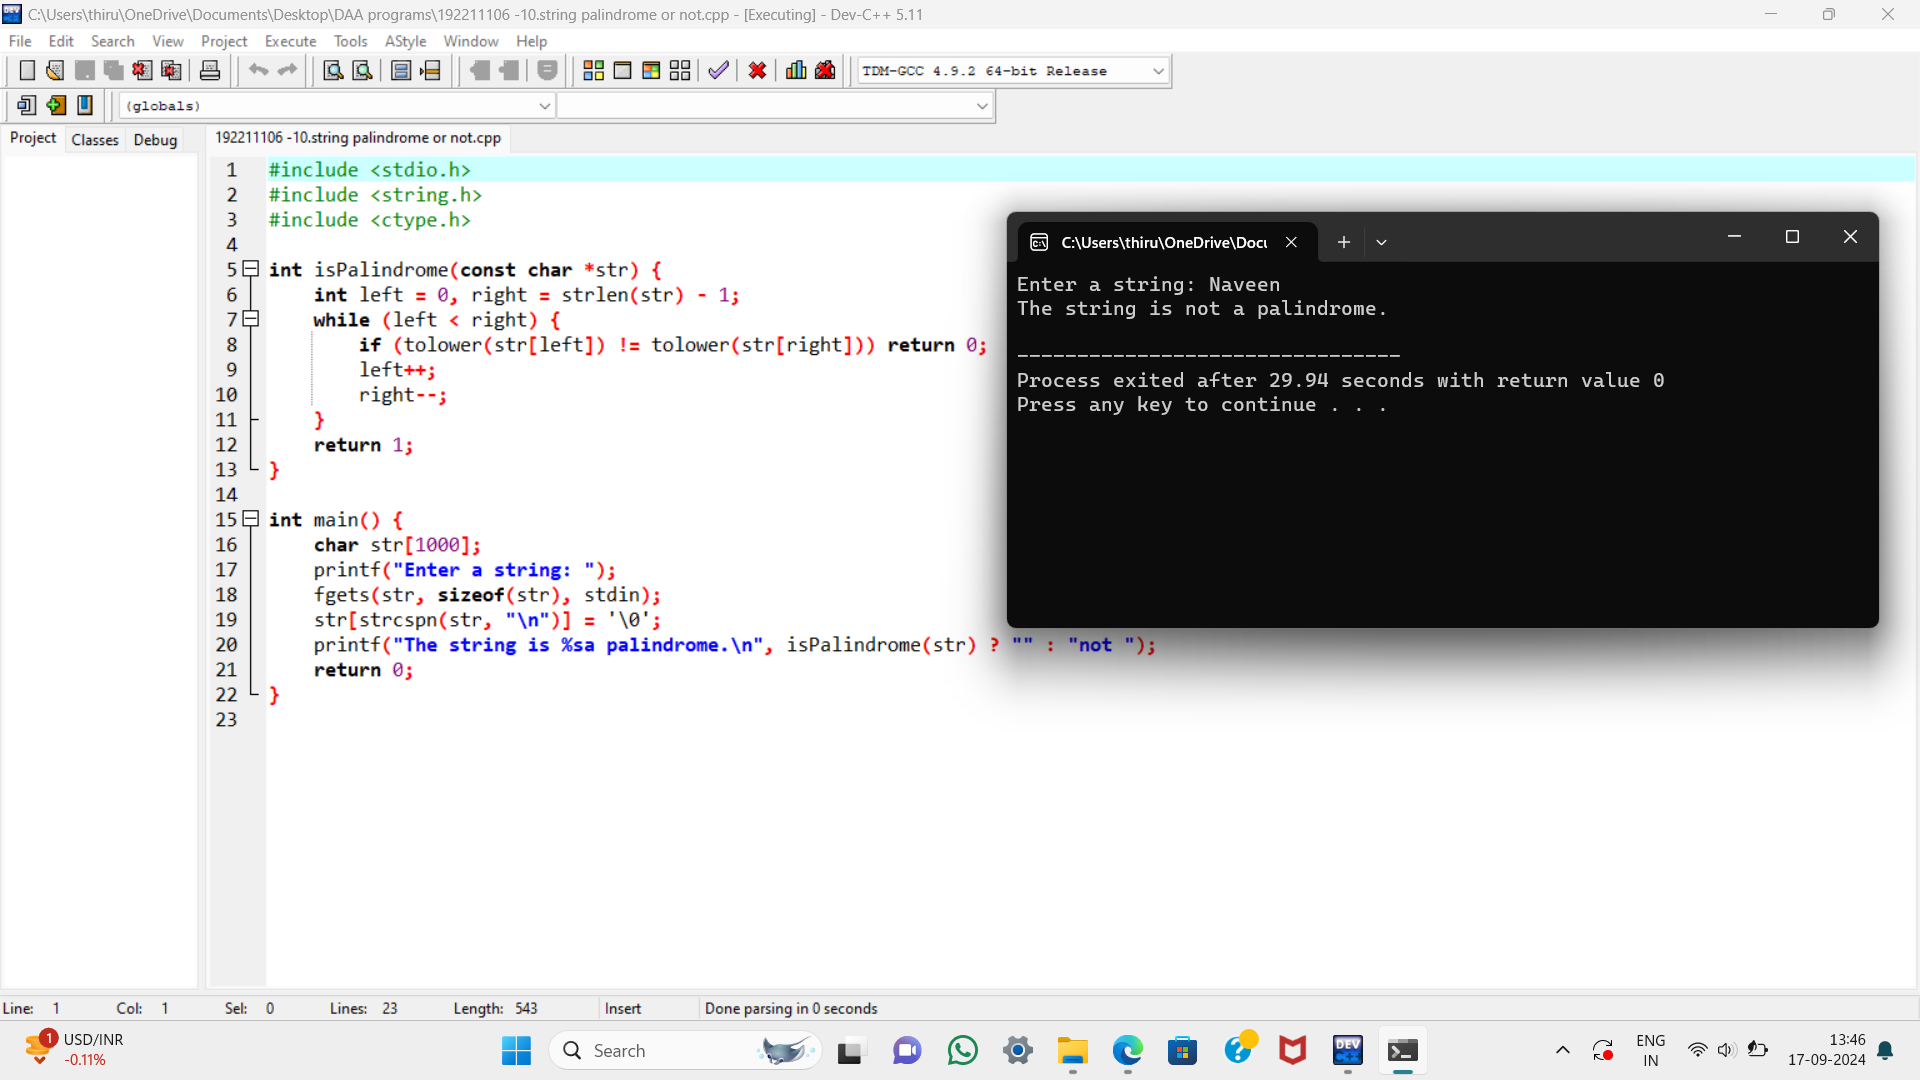 C:\Users\thiru\OneDrive\Documents\Desktop\DAA programs\192211106 -10.string palindrome or not.cpp - [Executing] - Dev-C++ 5.11
File Edit Search View Project Execute Tools AStyle Window Help
TDM-GCC 4.9.2 64-bit Release
(globals)
Project Classes Debug
192211106 -10.string palindrome or not.cpp
1 #include <stdio.h>
2 #include <string.h>
3 #include <ctype.h>
4
5 int isPalindrome(const char *str) {
6 int left = 0, right = strlen(str) - 1;
7 while (left < right) {
8 if (tolower(str[left]) != tolower(str[right])) return 0;
9 left++;
10 right--;
11 }
12 return 1;
13 }
14
15 int main() {
16 char str[1000];
17 printf("Enter a string: ");
18 fgets(str, sizeof(str), stdin);
19 str[strcspn(str, "\n")] = '\0';
20 printf("The string is %sa palindrome.\n", isPalindrome(str) ? "" : "not ");
21 return 0;
22 }
23
C:\Users\thiru\OneDrive\Docu
Enter a string: Naveen
The string is not a palindrome.
--------------------------------
Process exited after 29.94 seconds with return value 0
Press any key to continue . . .
Line: 1 Col: 1 Sel: 0 Lines: 23 Length: 543 Insert Done parsing in 0 seconds
1
USD/INR
-0.11%
Search
DEV
C++
ENG
IN
13:46
17-09-2024